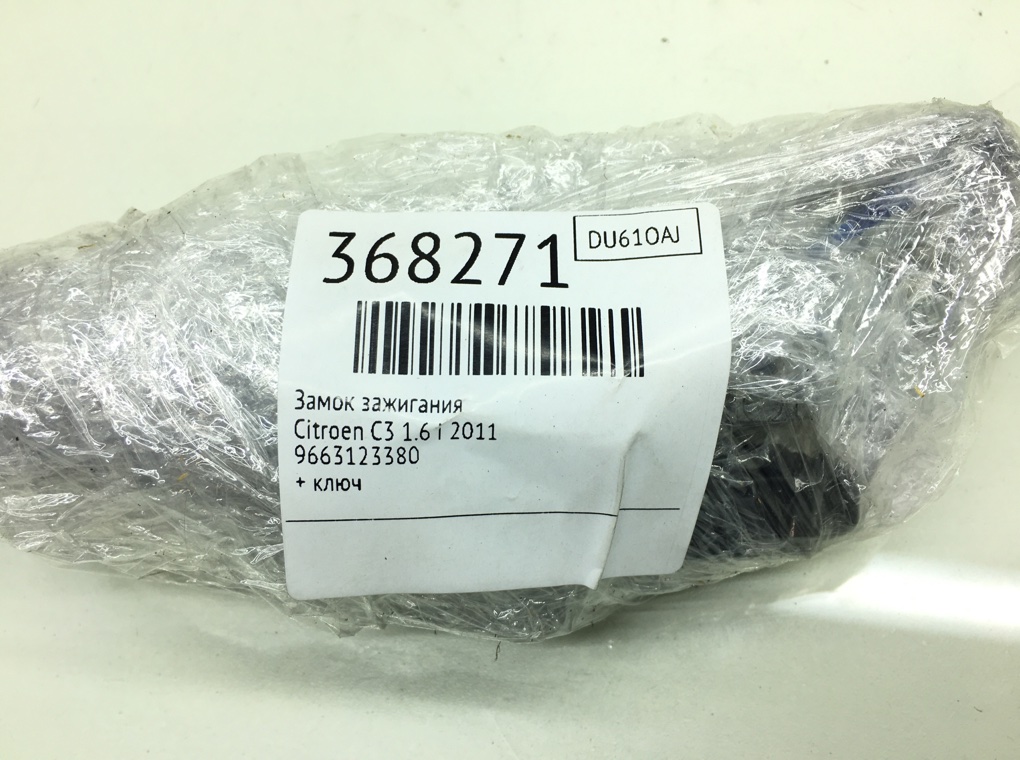 368271
DU61OAJ
Замок зажигания
Citroen C3 1.6 i 2011
9663123380
+ ключ